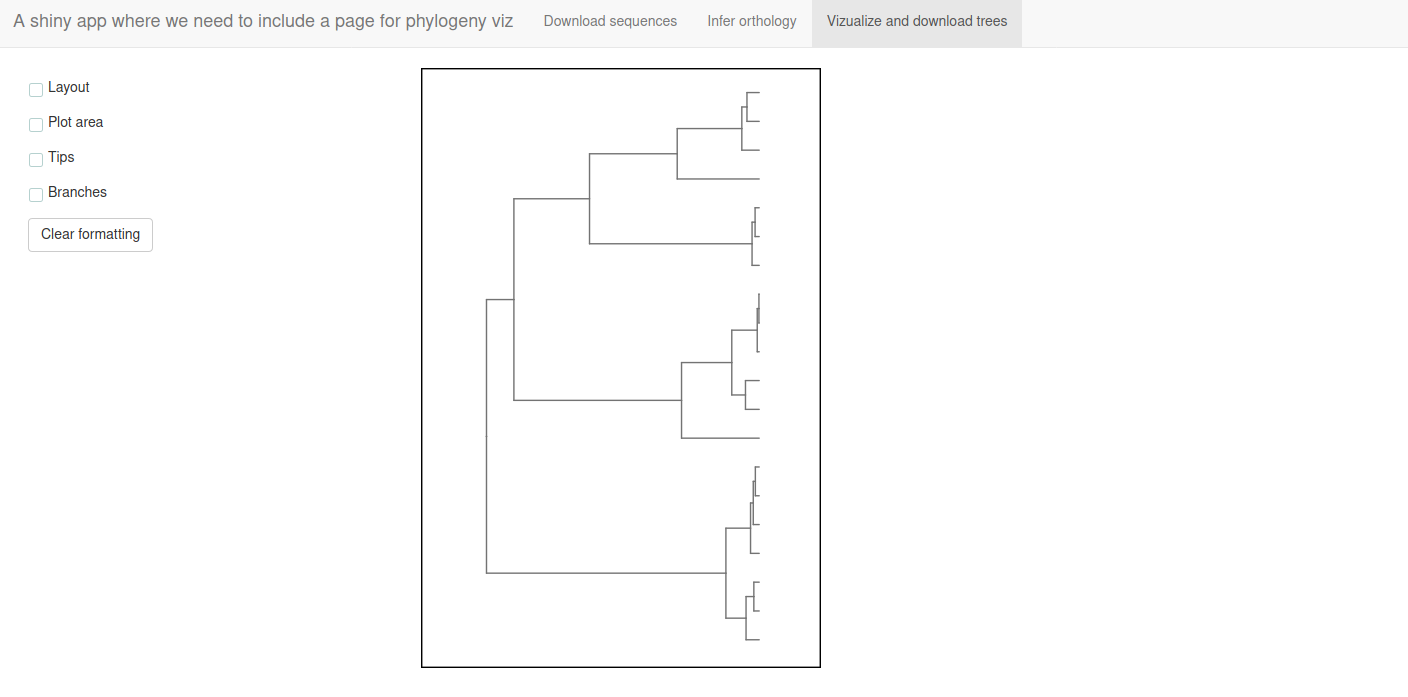 A shiny app where we need to include a page for phylogeny viz Download sequences Infer orthology Vizualize and download trees
Layout
Plot area
Tips
Branches
Clear formatting